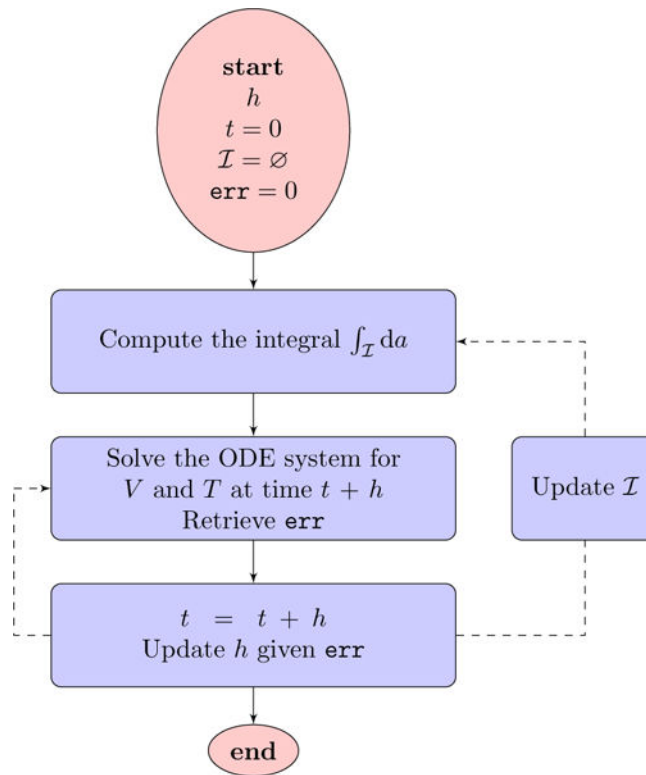 start
h
t = 0
ℐ = ∅
err = 0
Compute the integral ∫_ℐ da
Solve the ODE system for
V and T at time t + h
Retrieve err
Update ℐ
t = t + h
Update h given err
end